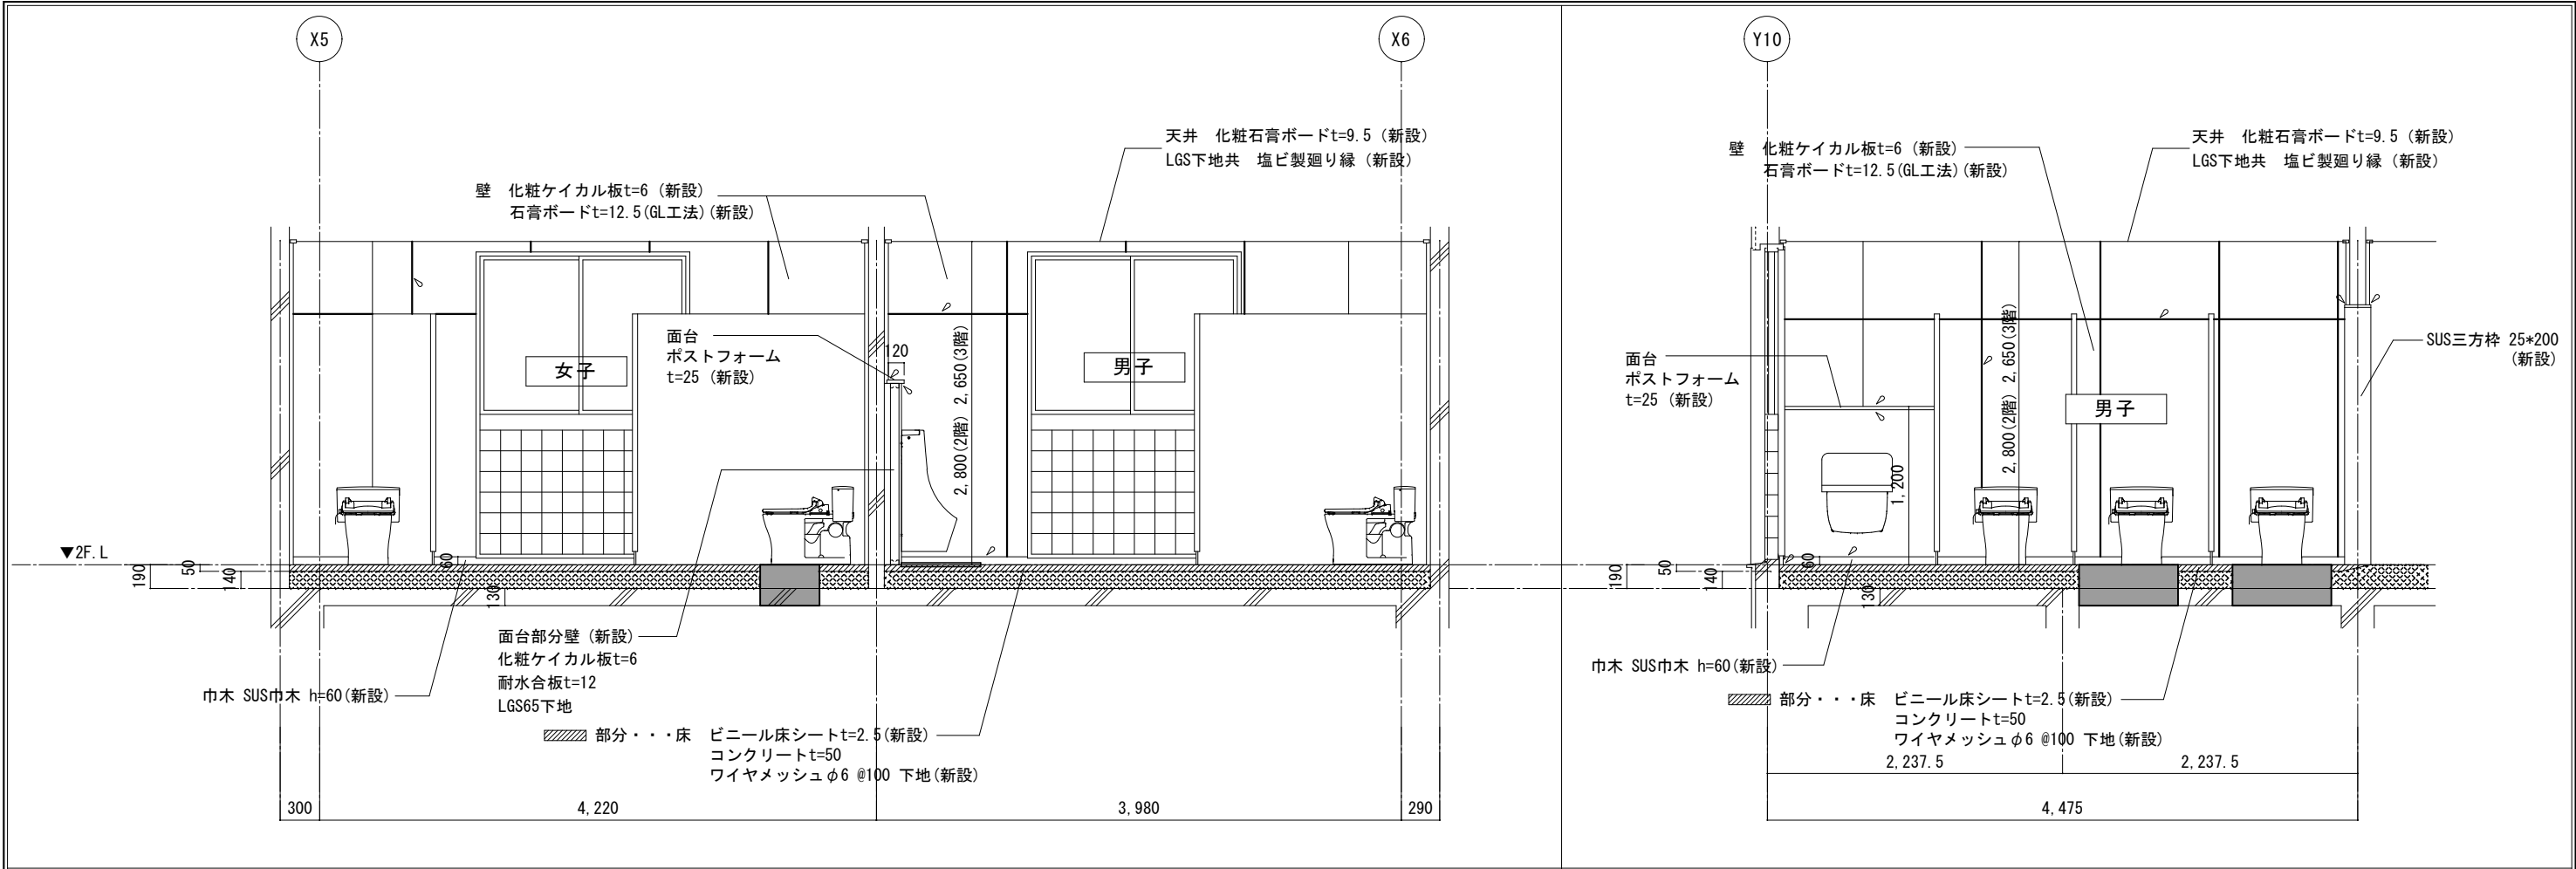 X5
X6
天井　化粧石膏ボードt=9.5 (新設)
LGS下地共　塩ビ製廻り縁 (新設)
壁　化粧ケイカル板t=6 (新設)
石膏ボードt=12.5(GL工法)(新設)
面台
ポストフォーム
t=25 (新設)
120
女子
男子
2,800(2階) 2,650(3階)
▼2F.L
190
50
140
60
130
面台部分壁 (新設)
化粧ケイカル板t=6
耐水合板t=12
LGS65下地
巾木 SUS巾木 h=60(新設)
部分・・・床　ビニール床シートt=2.5(新設)
コンクリートt=50
ワイヤメッシュφ6 @100 下地(新設)
300
4,220
3,980
290
Y10
壁　化粧ケイカル板t=6 (新設)
石膏ボードt=12.5(GL工法)(新設)
天井　化粧石膏ボードt=9.5 (新設)
LGS下地共　塩ビ製廻り縁 (新設)
SUS三方枠 25*200
(新設)
面台
ポストフォーム
t=25 (新設)
男子
2,800(2階) 2,650(3階)
1,200
190
50
140
60
130
巾木 SUS巾木 h=60(新設)
部分・・・床　ビニール床シートt=2.5(新設)
コンクリートt=50
ワイヤメッシュφ6 @100 下地(新設)
2,237.5
2,237.5
4,475